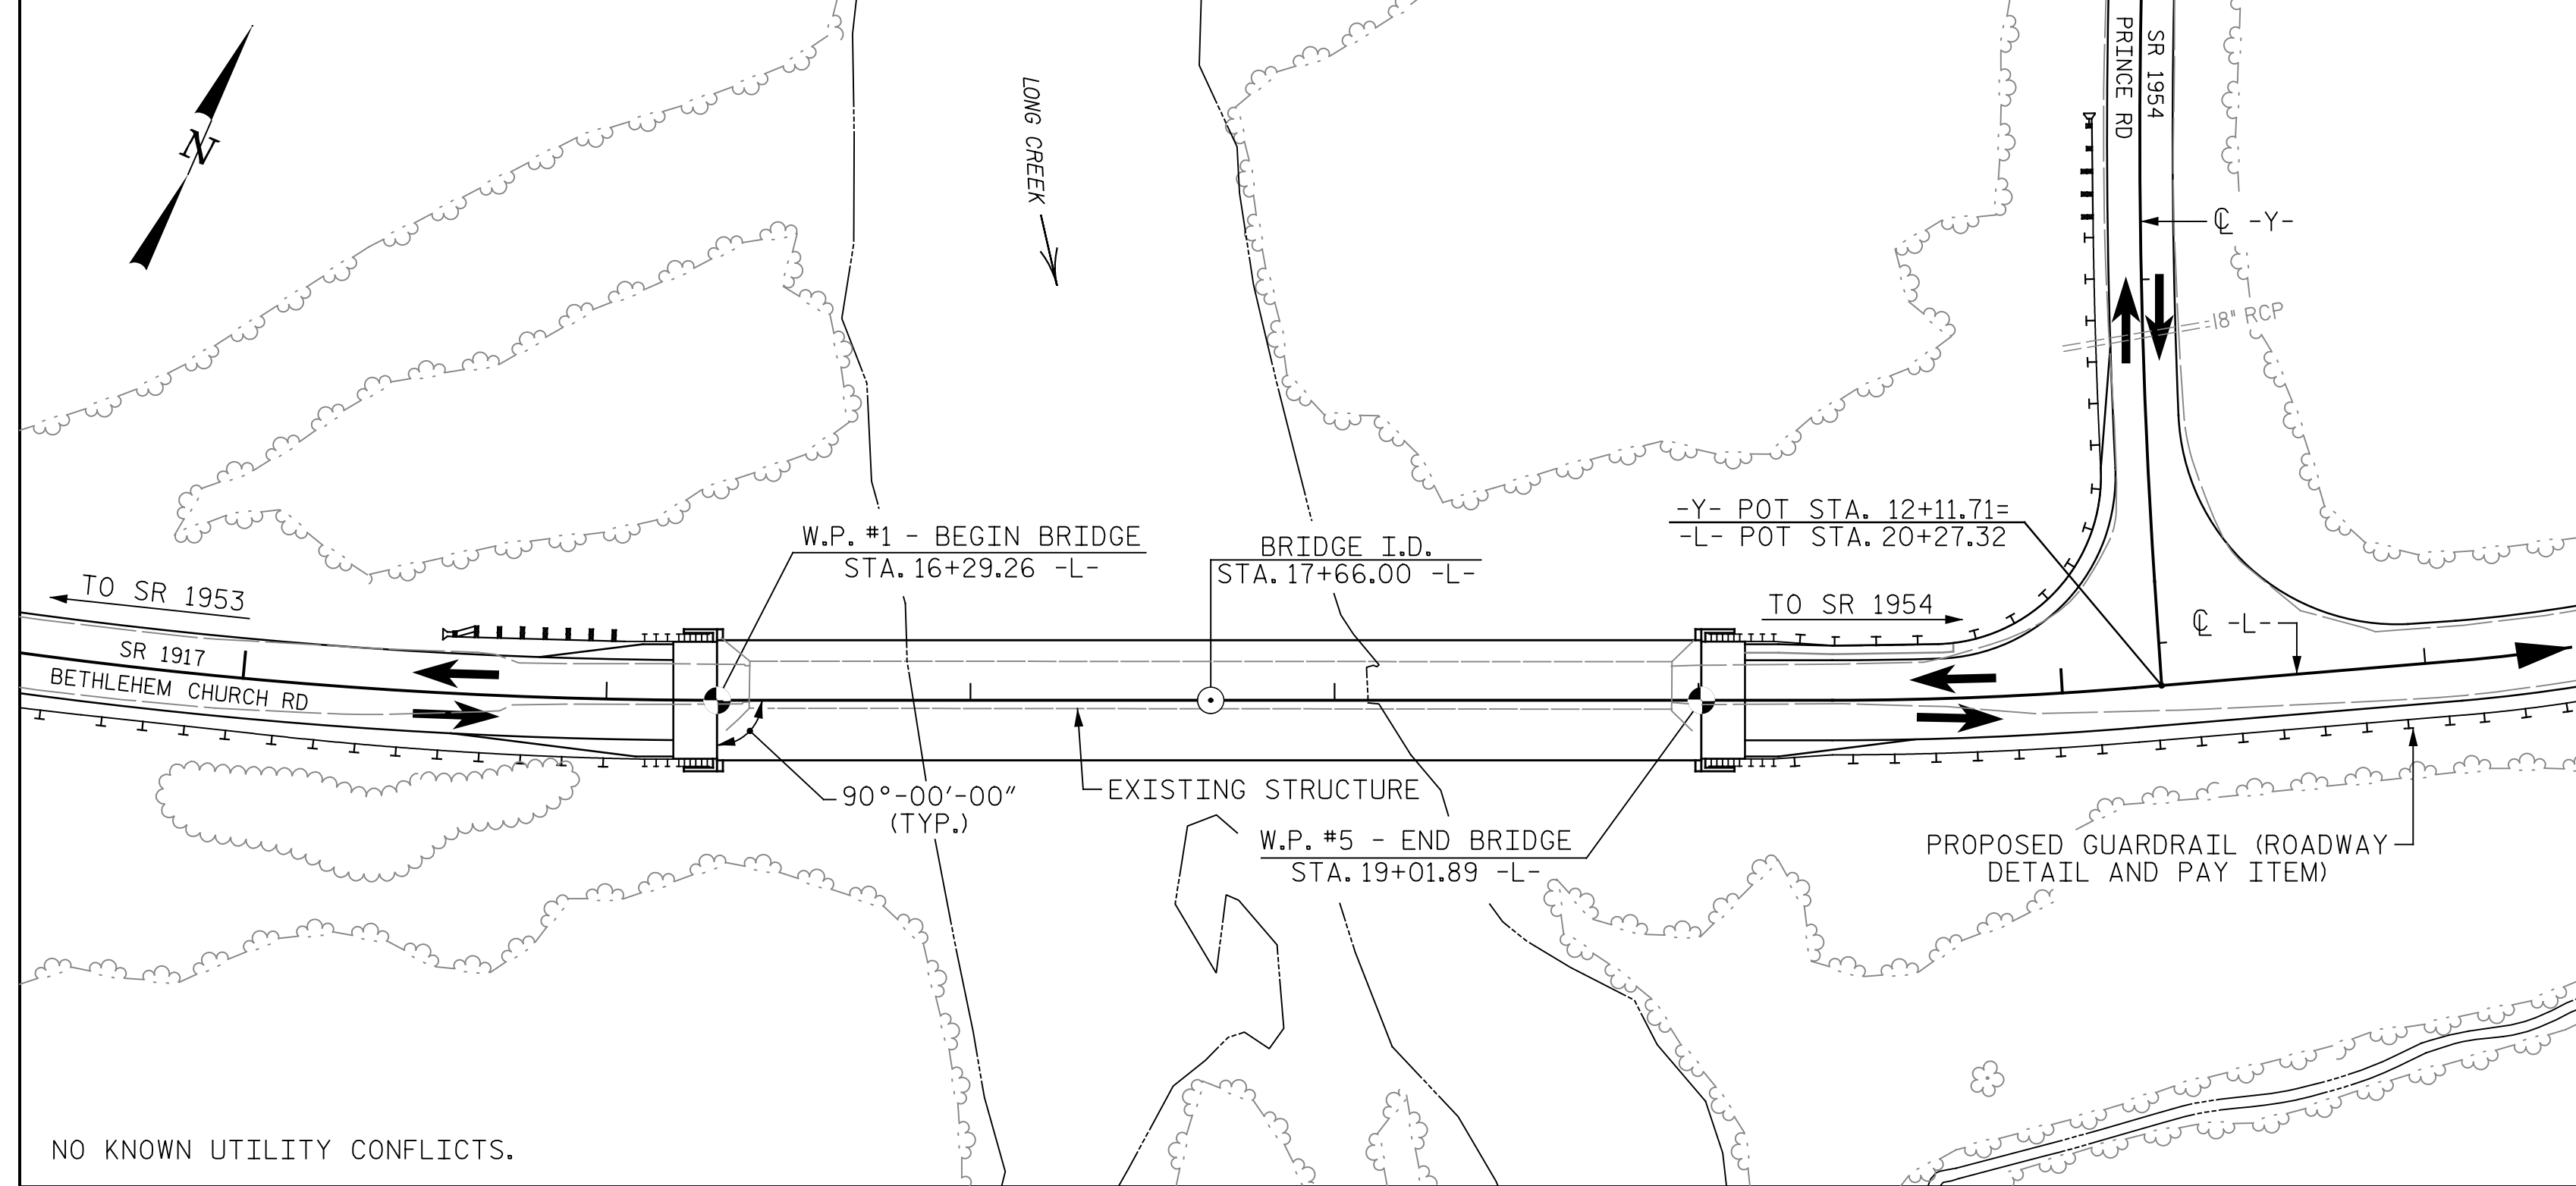 N
LONG CREEK
PRINCE RD
SR 1954
℄ -Y-
18" RCP
W.P. #1 - BEGIN BRIDGE
STA. 16+29.26 -L-
BRIDGE I.D.
STA. 17+66.00 -L-
-Y- POT STA. 12+11.71=
-L- POT STA. 20+27.32
TO SR 1953
TO SR 1954
℄ -L-
SR 1917
BETHLEHEM CHURCH RD
90°-00'-00"
(TYP.)
EXISTING STRUCTURE
W.P. #5 - END BRIDGE
STA. 19+01.89 -L-
PROPOSED GUARDRAIL (ROADWAY
DETAIL AND PAY ITEM)
NO KNOWN UTILITY CONFLICTS.